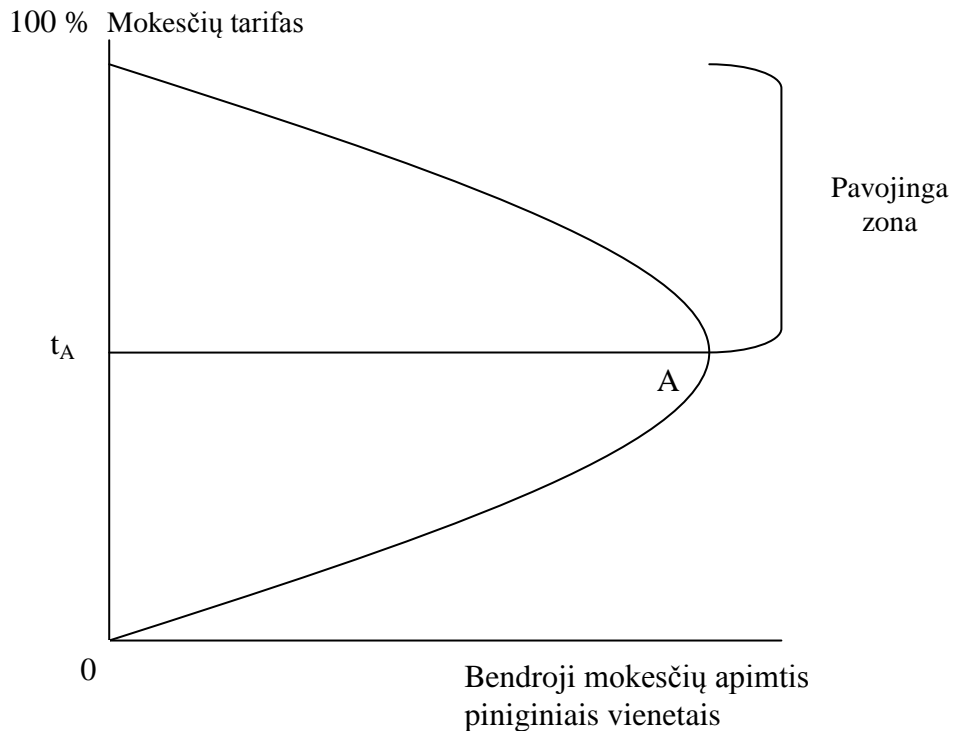 100 % Mokesčių tarifas
Pavojinga
zona
tA
A
0
Bendroji mokesčių apimtis
piniginiais vienetais